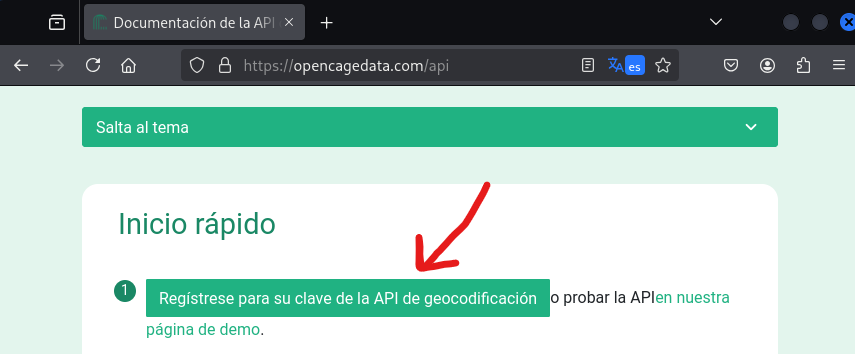 Documentación de la API
https://opencagedata.com/api
es
Salta al tema
Inicio rápido
1
Regístrese para su clave de la API de geocodificación o probar la APIen nuestra
página de demo.